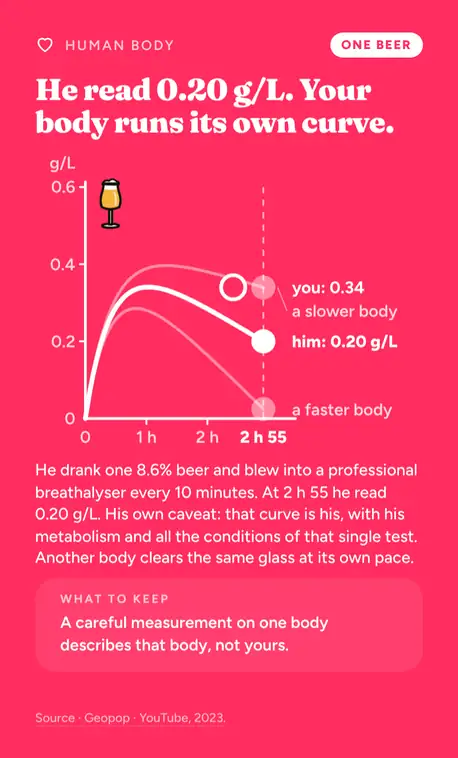 HUMAN BODY
ONE BEER
He read 0.20 g/L. Your
body runs its own curve.
g/L
0.6
0.4
you: 0.34
a slower body
0.2
him: 0.20 g/L
a faster body
0
0
1 h
2 h
2 h 55
He drank one 8.6% beer and blew into a professional
breathalyser every 10 minutes. At 2 h 55 he read
0.20 g/L. His own caveat: that curve is his, with his
metabolism and all the conditions of that single test.
Another body clears the same glass at its own pace.
WHAT TO KEEP
A careful measurement on one body
describes that body, not yours.
Source · Geopop · YouTube, 2023.